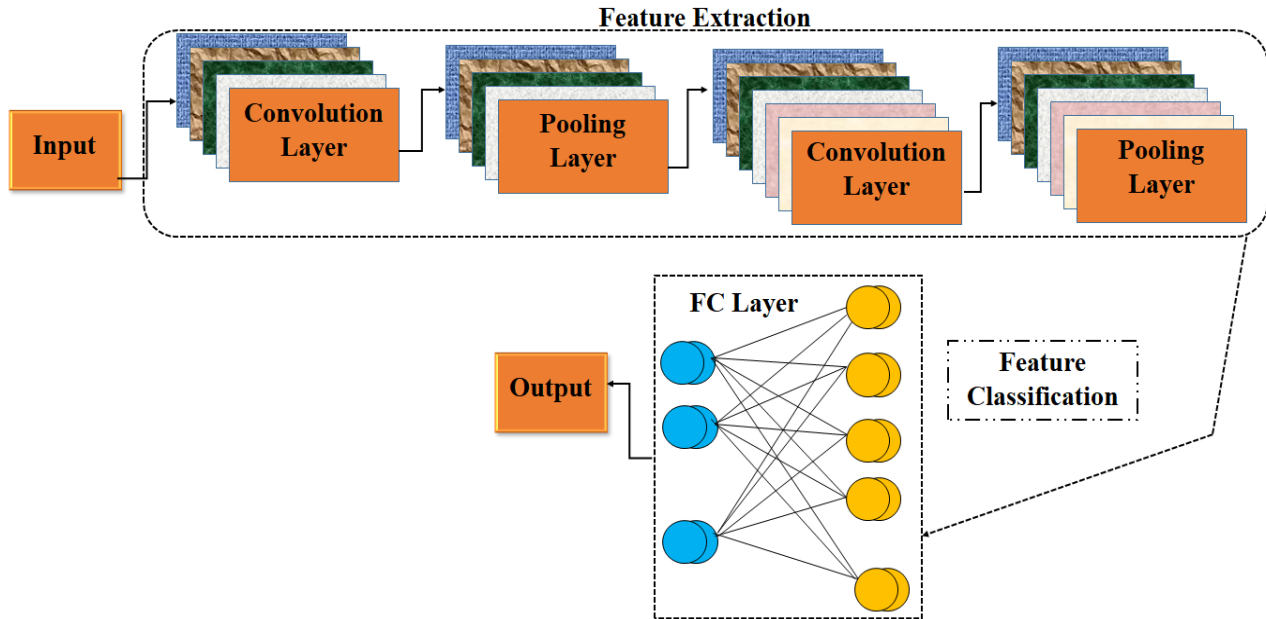 Feature Extraction
Input
Convolution
Layer
Pooling
Layer
Convolution
Layer
Pooling
Layer
FC Layer
Feature
Classification
Output